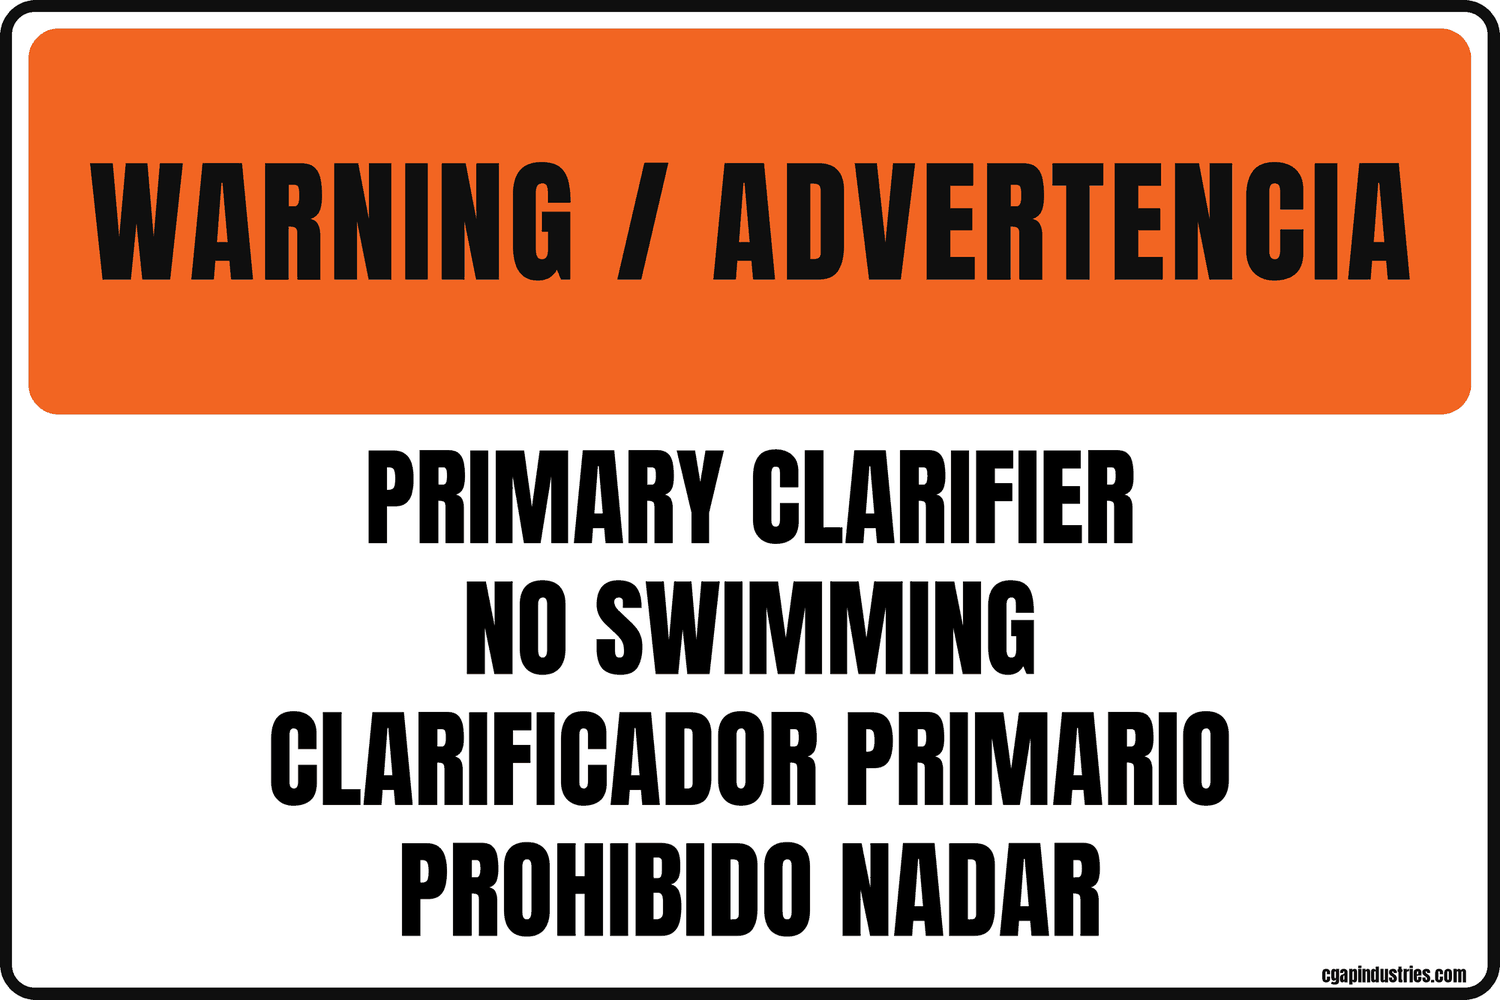 WARNING / ADVERTENCIA
PRIMARY CLARIFIER
NO SWIMMING
CLARIFICADOR PRIMARIO
PROHIBIDO NADAR
cgapindustries.com